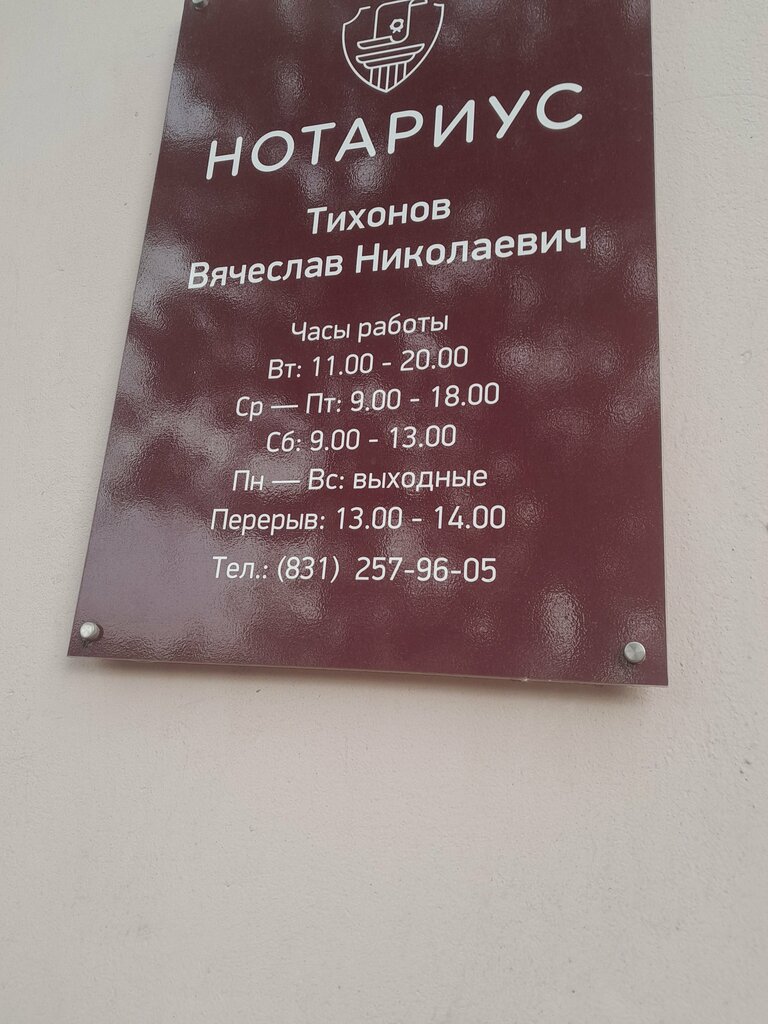 НОТАРИУС
Тихонов
Вячеслав Николаевич
Часы работы
Вт: 11.00 - 20.00
Ср — Пт: 9.00 - 18.00
Сб: 9.00 - 13.00
Пн — Вс: выходные
Перерыв: 13.00 - 14.00
Тел.: (831) 257-96-05